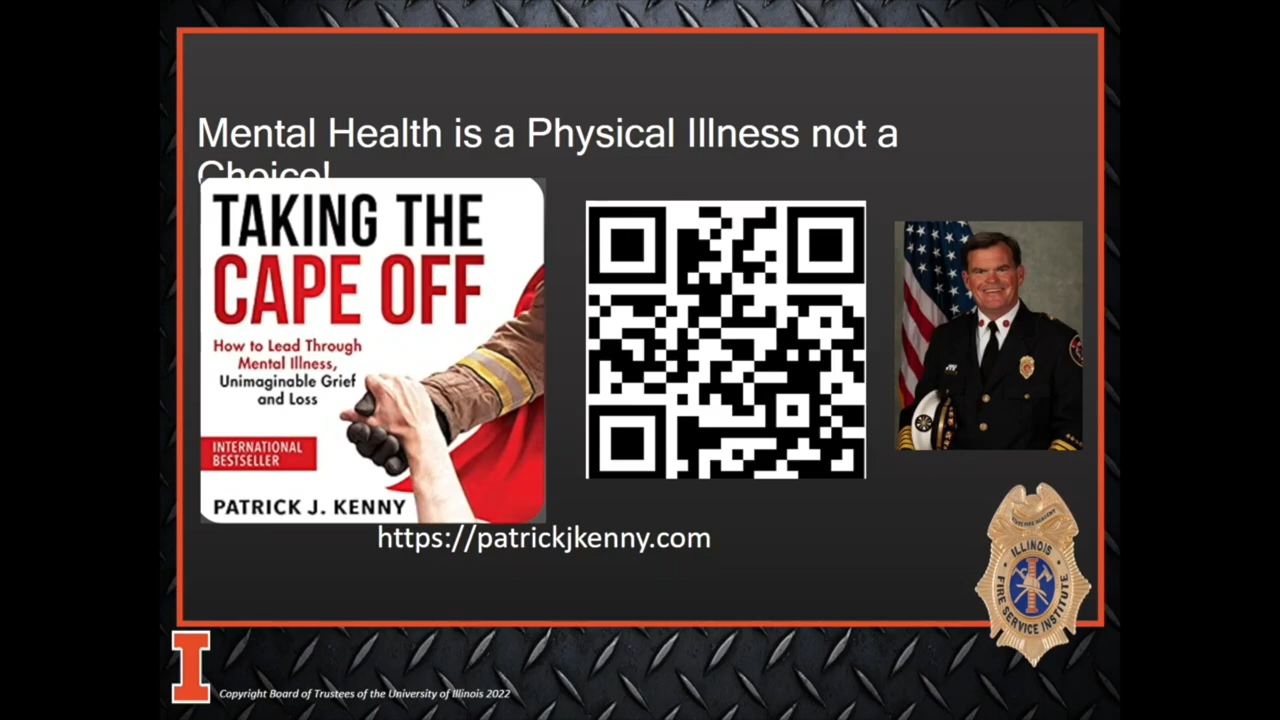 Mental Health is a Physical Illness not a
Choice!
TAKING THE
CAPE OFF
How to Lead Through
Mental Illness,
Unimaginable Grief
and Loss
INTERNATIONAL
BESTSELLER
PATRICK J. KENNY
https://patrickjkenny.com
ILLINOIS
FIRE SERVICE INSTITUTE
I
Copyright Board of Trustees of the University of Illinois 2022